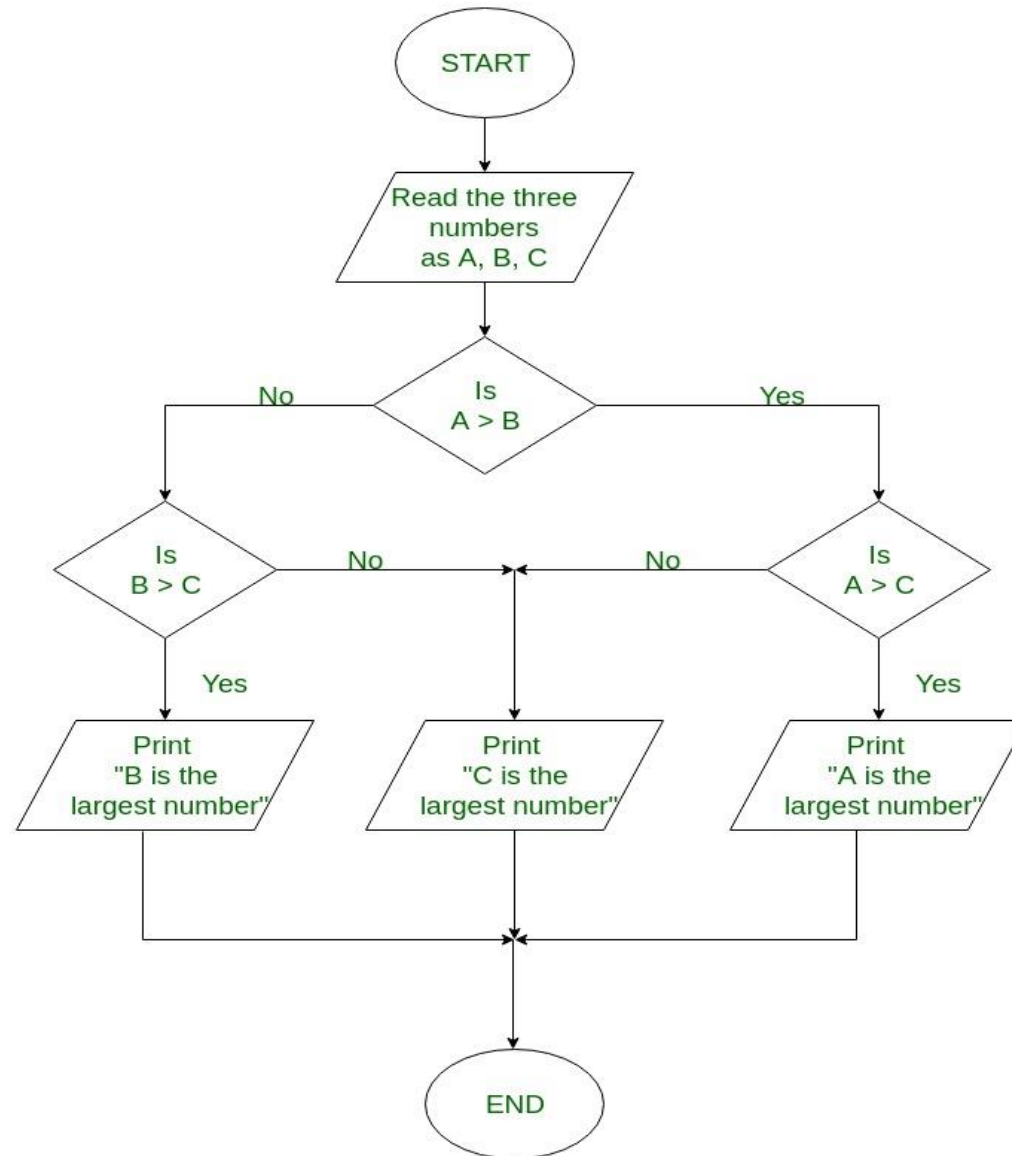 START
Read the three
numbers
as A, B, C
Is
A > B
No
Yes
Is
B > C
No
No
Is
A > C
Yes
Yes
Print
"B is the
largest number"
Print
"C is the
largest number"
Print
"A is the
largest number"
END